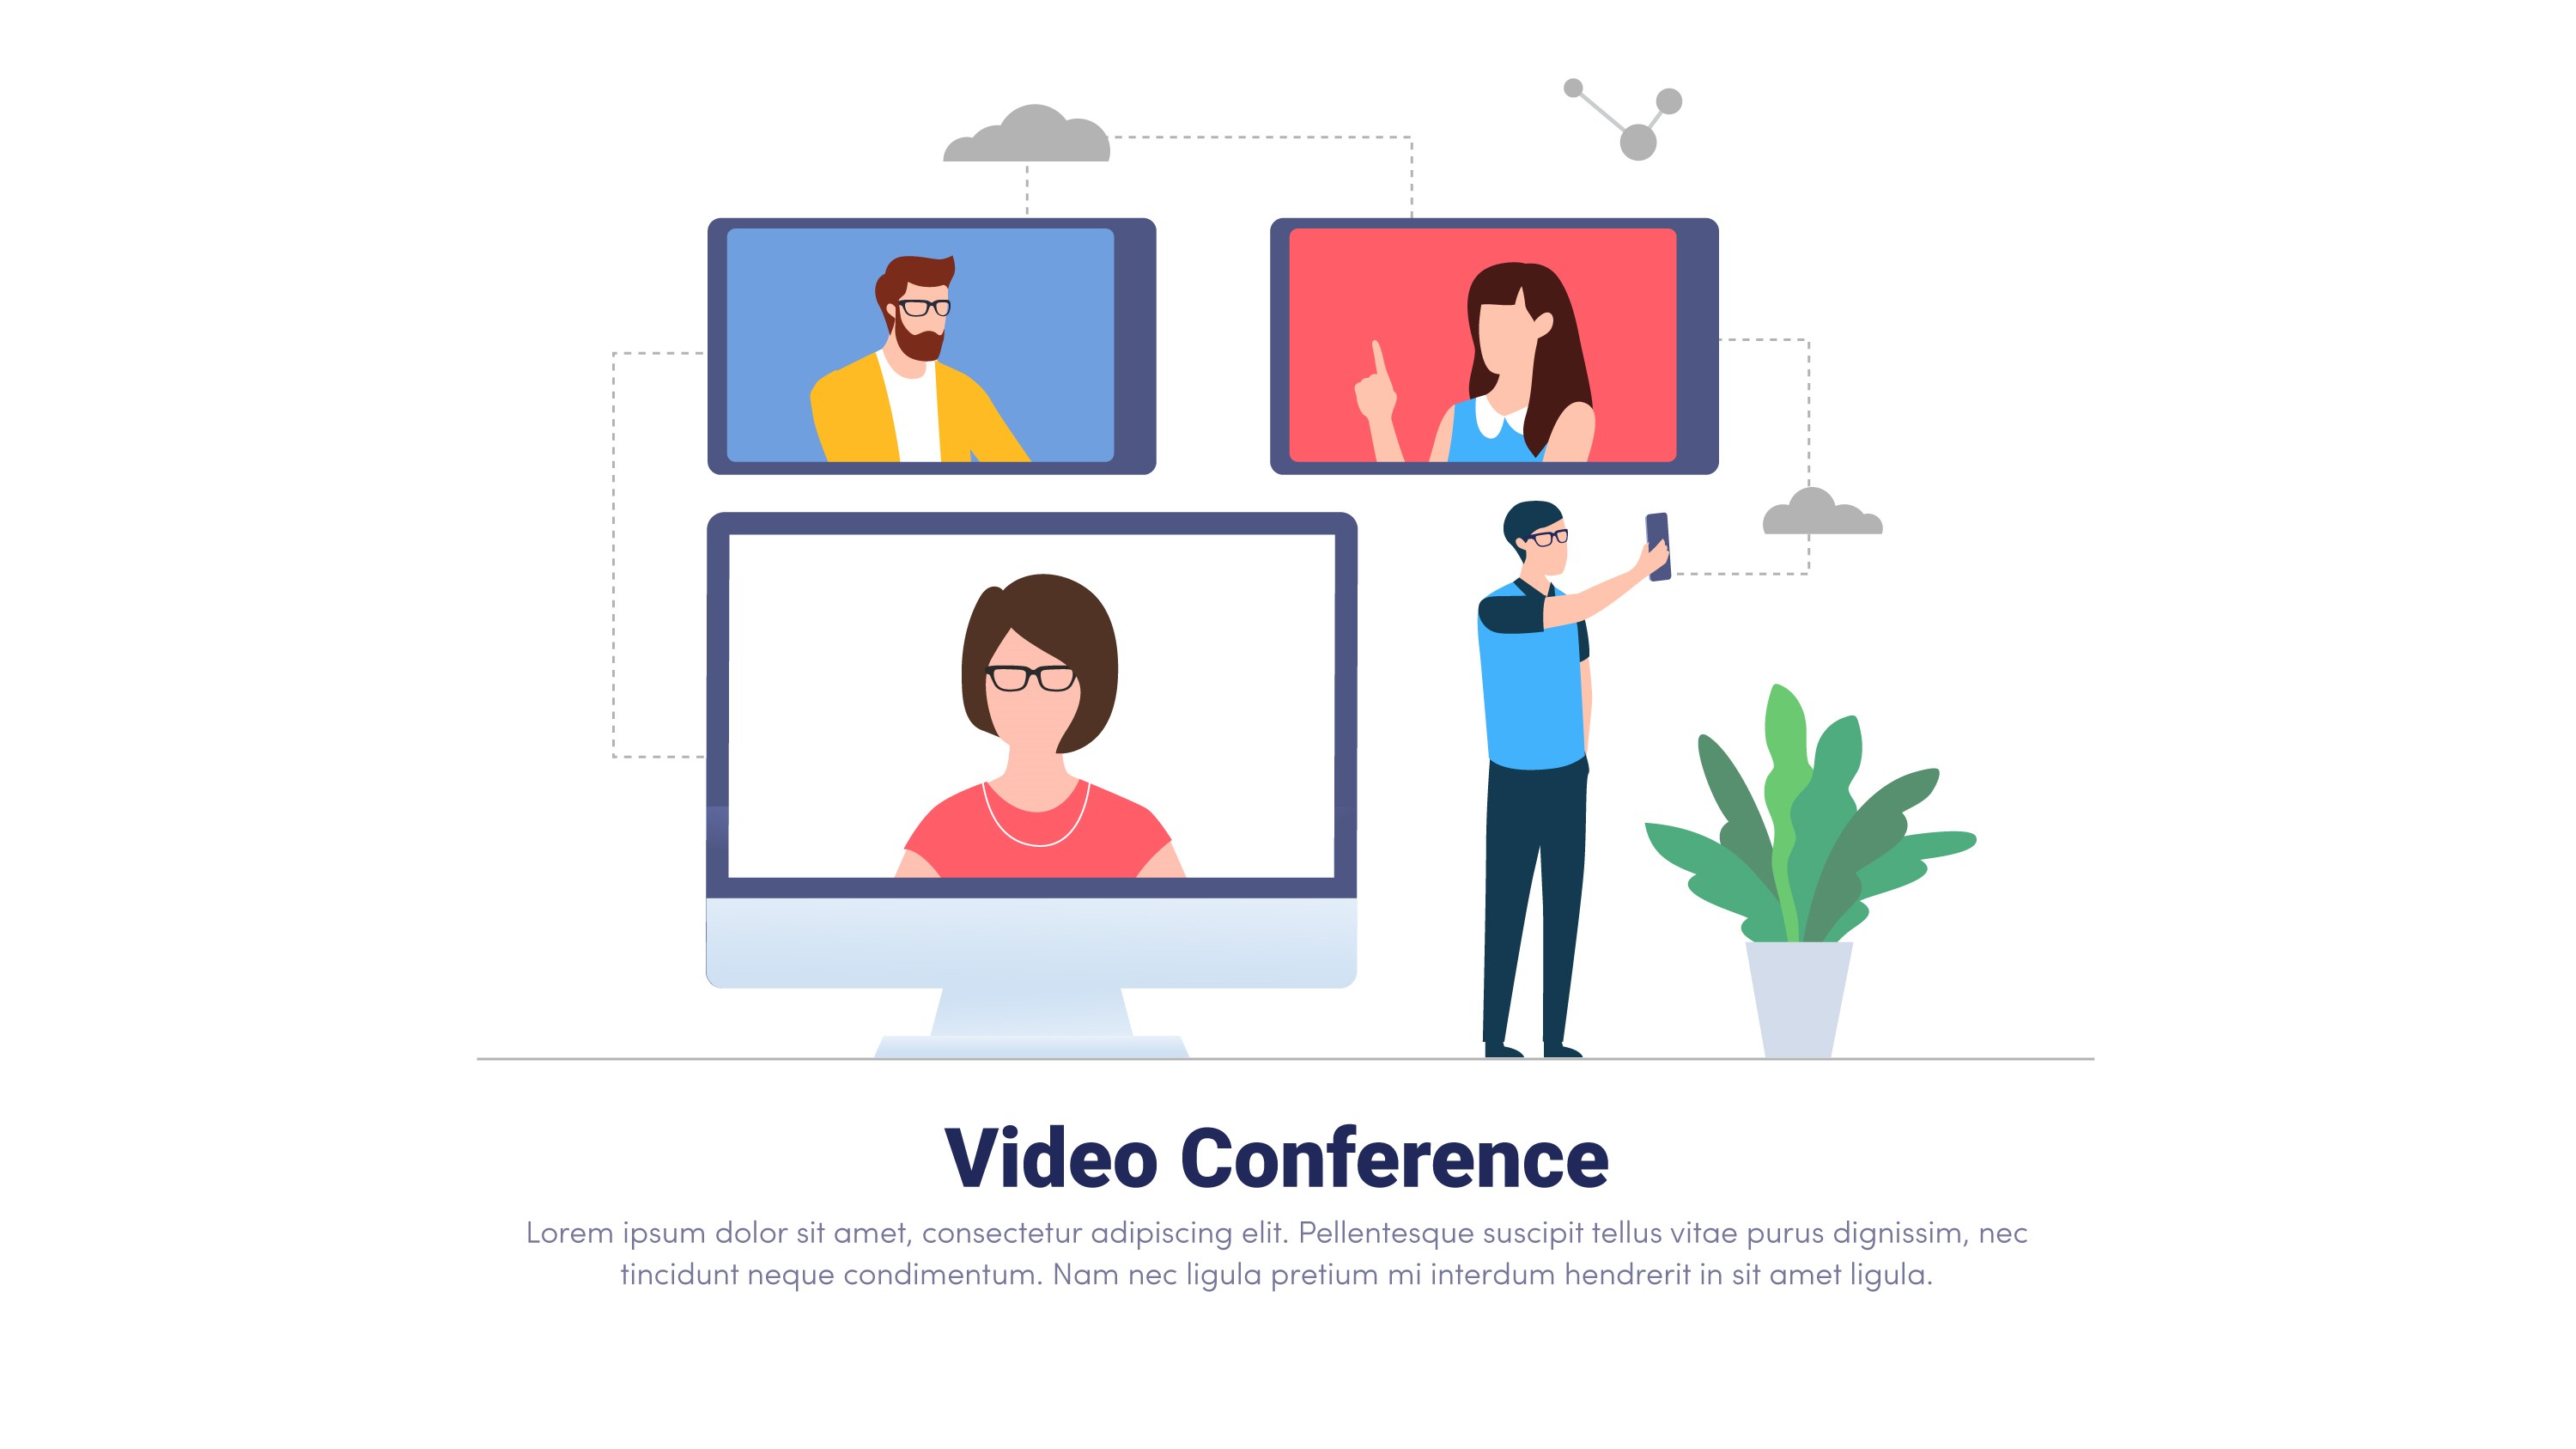 Video Conference
Lorem ipsum dolor sit amet, consectetur adipiscing elit. Pellentesque suscipit tellus vitae purus dignissim, nec
tincidunt neque condimentum. Nam nec ligula pretium mi interdum hendrerit in sit amet ligula.